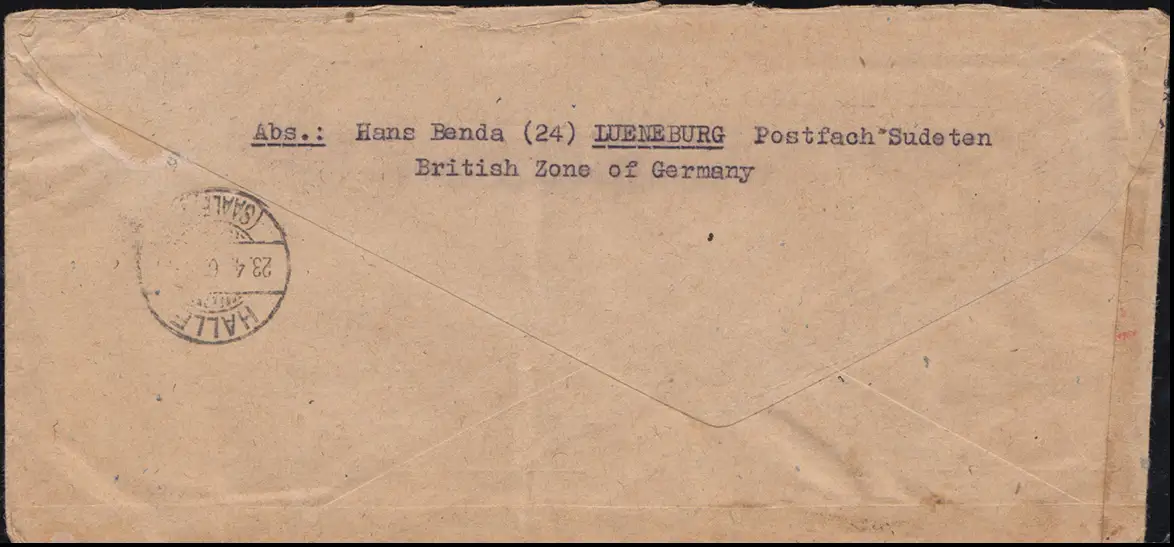 Abs.: Hans Benda (24) LUENEBURG Postfach Sudeten
British Zone of Germany
(SAALE)
23.4.
HALLE